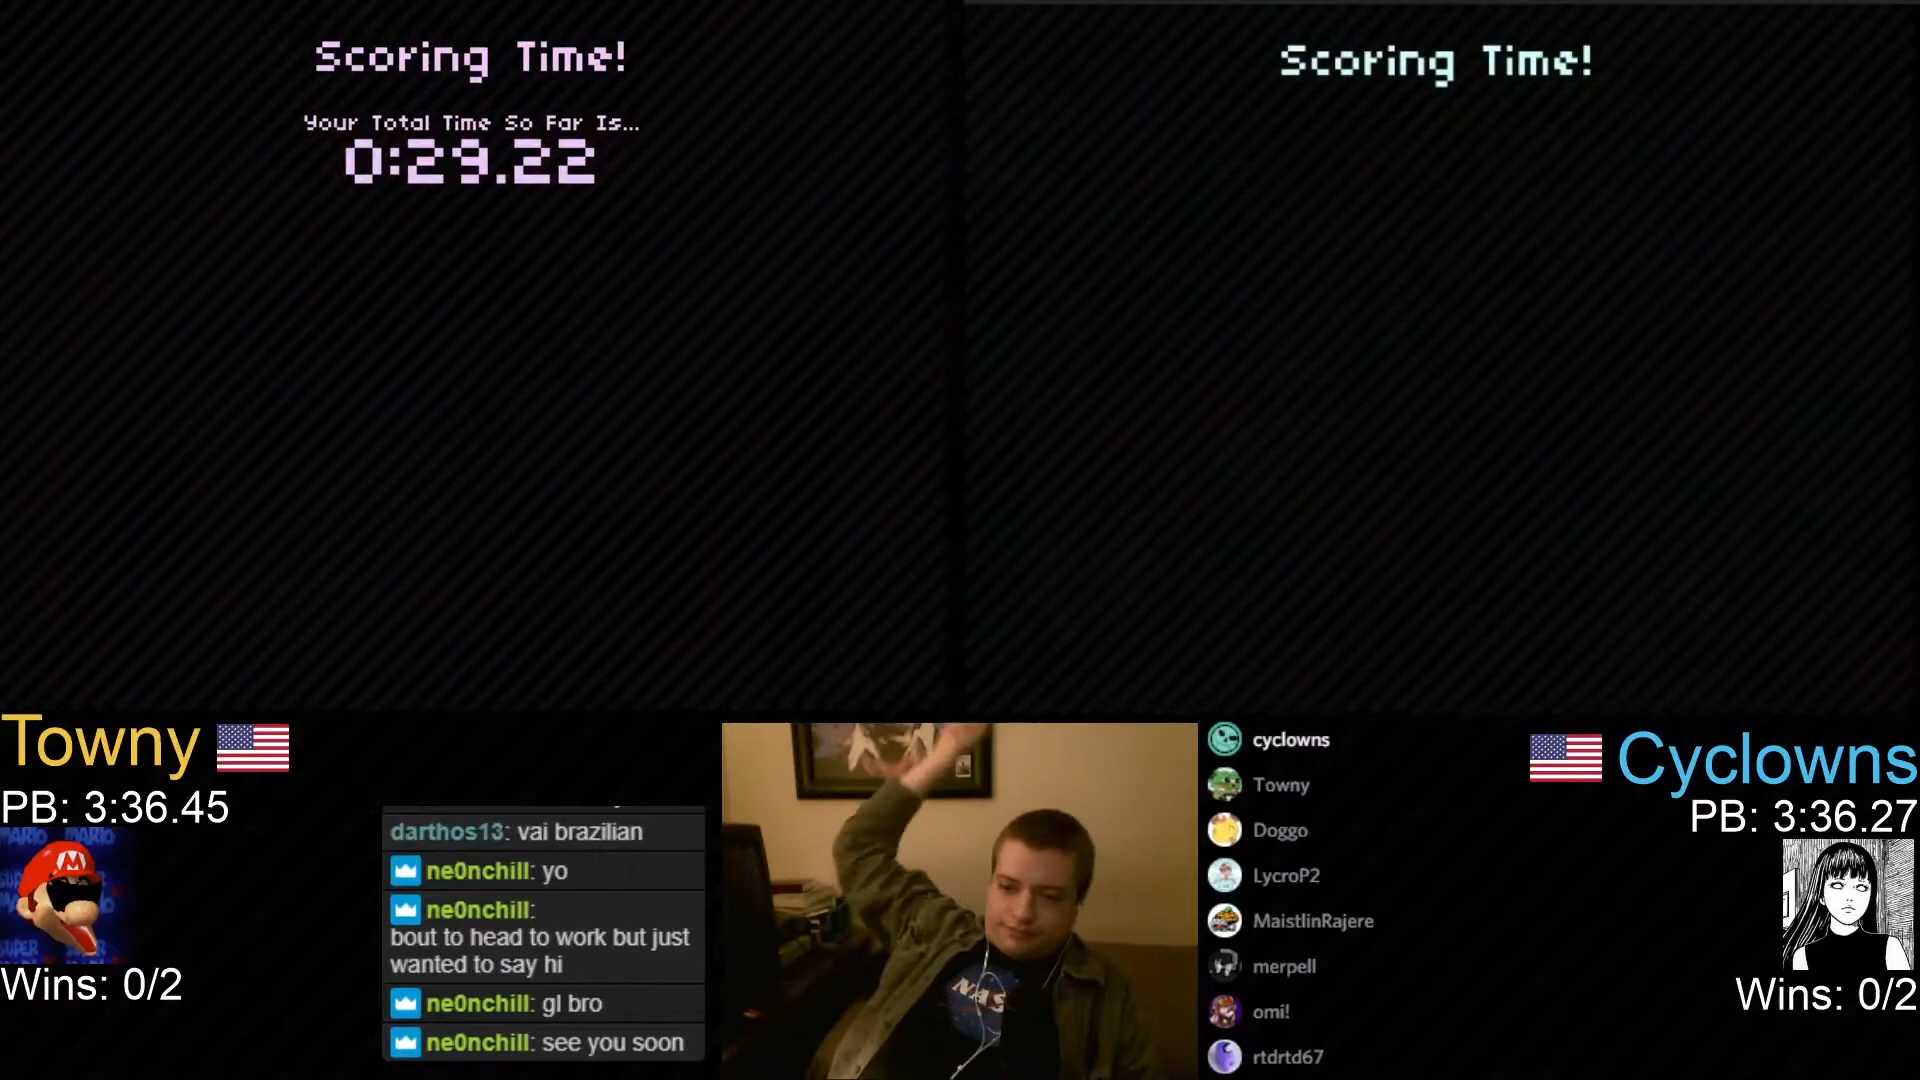 Scoring Time!
Your Total Time So Far Is...
0:29.22
Scoring Time!
Towny
PB: 3:36.45
Wins: 0/2
darthos13: vai brazilian
ne0nchill: yo
ne0nchill:
bout to head to work but just
wanted to say hi
ne0nchill: gl bro
ne0nchill: see you soon
NAS
cyclowns
Towny
Doggo
LycroP2
MaistlinRajere
merpell
omi!
rtdrtd67
Cyclowns
PB: 3:36.27
Wins: 0/2